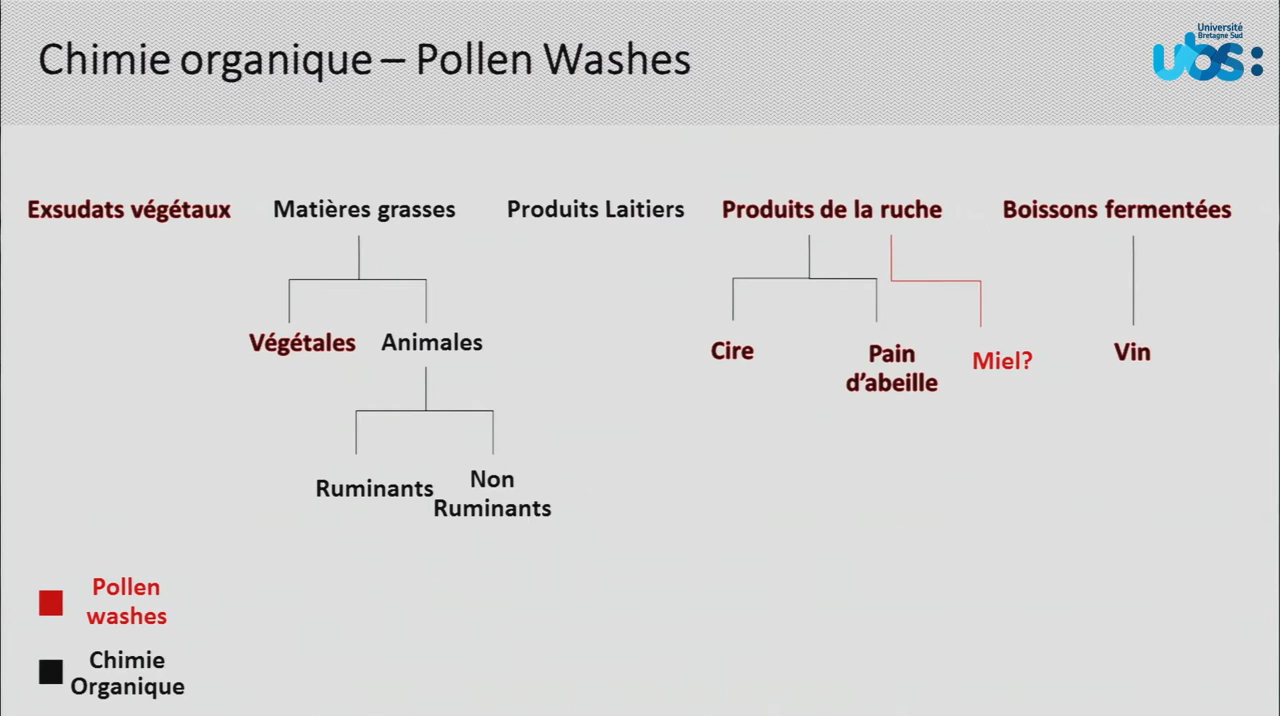 Chimie organique – Pollen Washes
Université
Bretagne Sud
ubs:
Exsudats végétaux
Matières grasses
Produits Laitiers
Produits de la ruche
Boissons fermentées
Végétales
Animales
Cire
Pain
d’abeille
Miel?
Vin
Ruminants
Non
Ruminants
Pollen
washes
Chimie
Organique